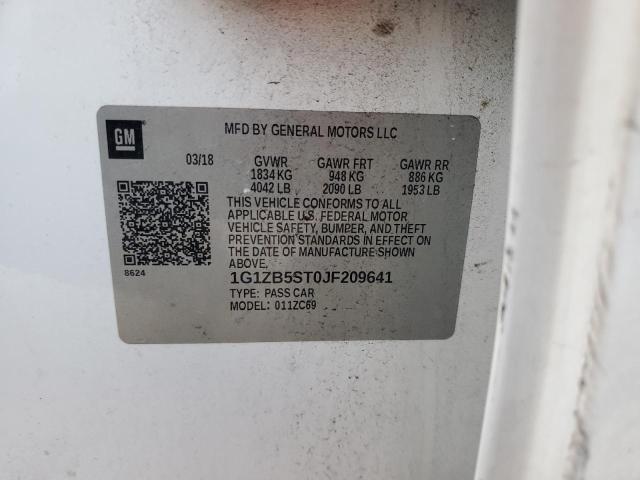 GM
MFD BY GENERAL MOTORS LLC
03/18 GVWR GAWR FRT GAWR RR
1834 KG 948 KG 886 KG
4042 LB 2090 LB 1953 LB
THIS VEHICLE CONFORMS TO ALL
APPLICABLE U.S. FEDERAL MOTOR
VEHICLE SAFETY, BUMPER, AND THEFT
PREVENTION STANDARDS IN EFFECT ON
THE DATE OF MANUFACTURE SHOWN
ABOVE.
8624
1G1ZB5ST0JF209641
TYPE: PASS CAR
MODEL: 011ZC69